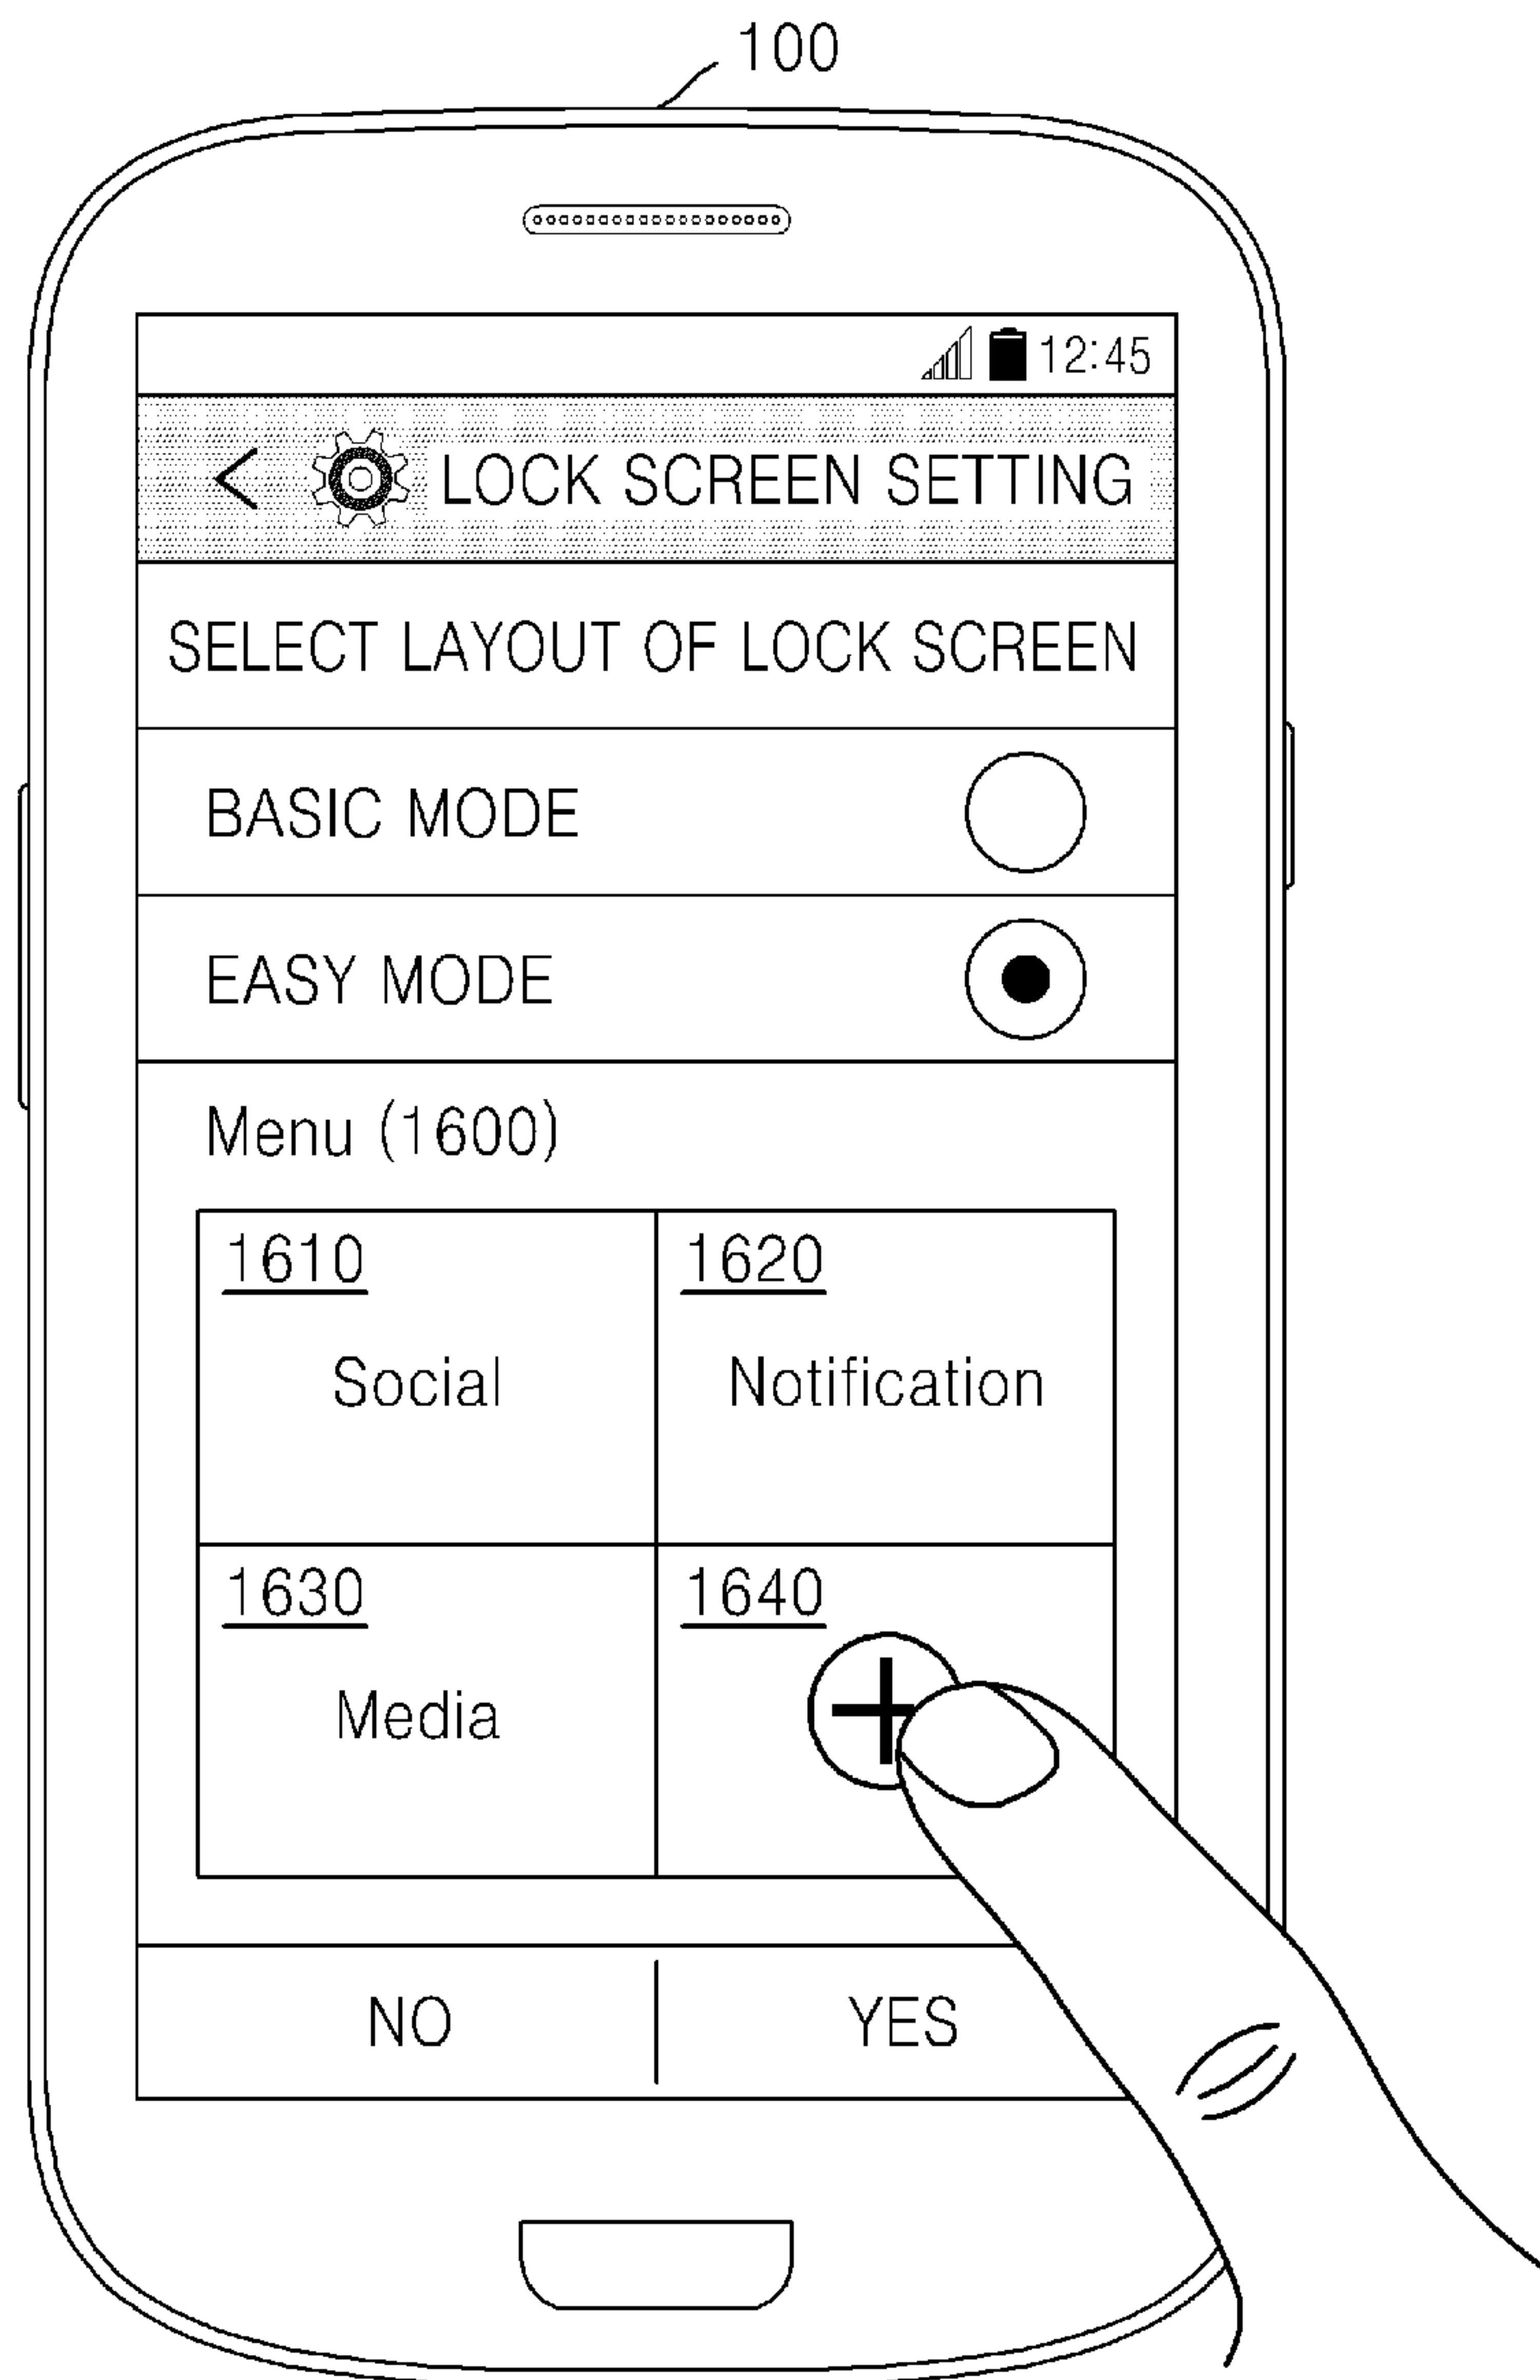 100
12:45
< LOCK SCREEN SETTING
SELECT LAYOUT OF LOCK SCREEN
BASIC MODE
EASY MODE
Menu (1600)
1610 1620
Social Notification
1630 1640
Media +
NO YES